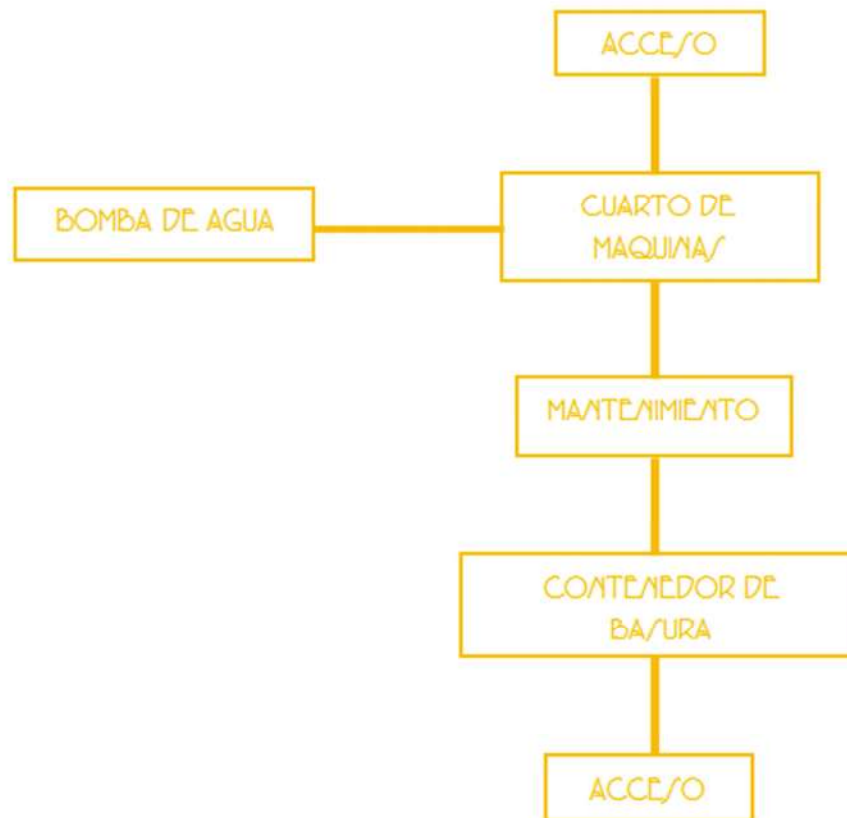 ACCESO
BOMBA DE AGUA
CUARTO DE
MAQUINAS
MANTENIMIENTO
CONTENEDOR DE
BASURA
ACCESO